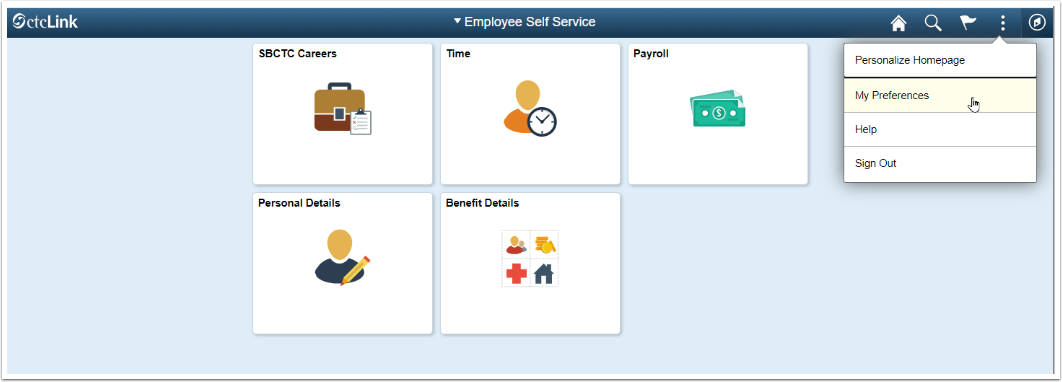 ctcLink
Employee Self Service
SBCTC Careers
Time
Payroll
Personalize Homepage
My Preferences
Help
Sign Out
Personal Details
Benefit Details